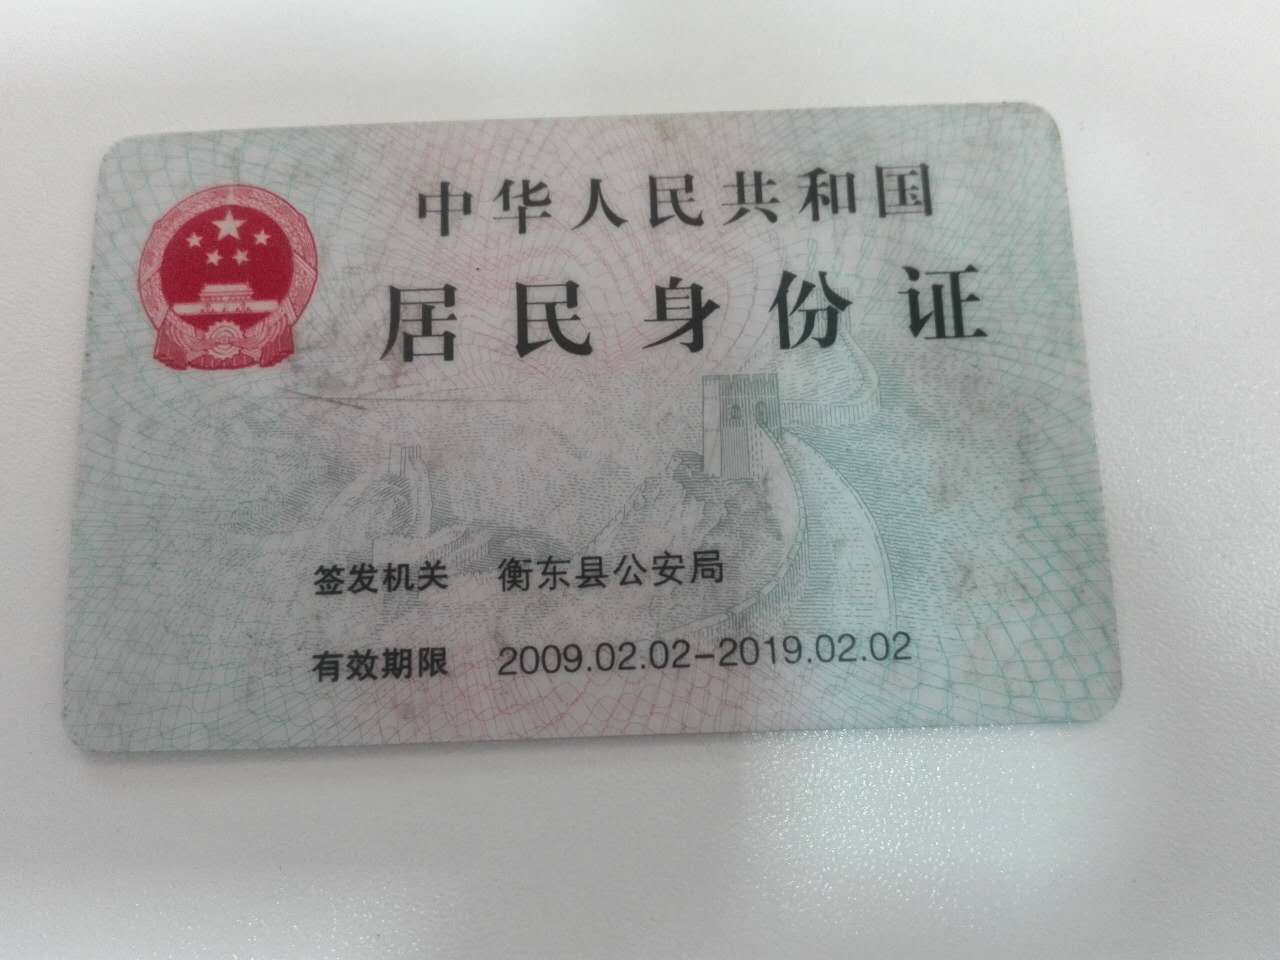 中华人民共和国
居民身份证
签发机关 衡东县公安局
有效期限 2009.02.02-2019.02.02